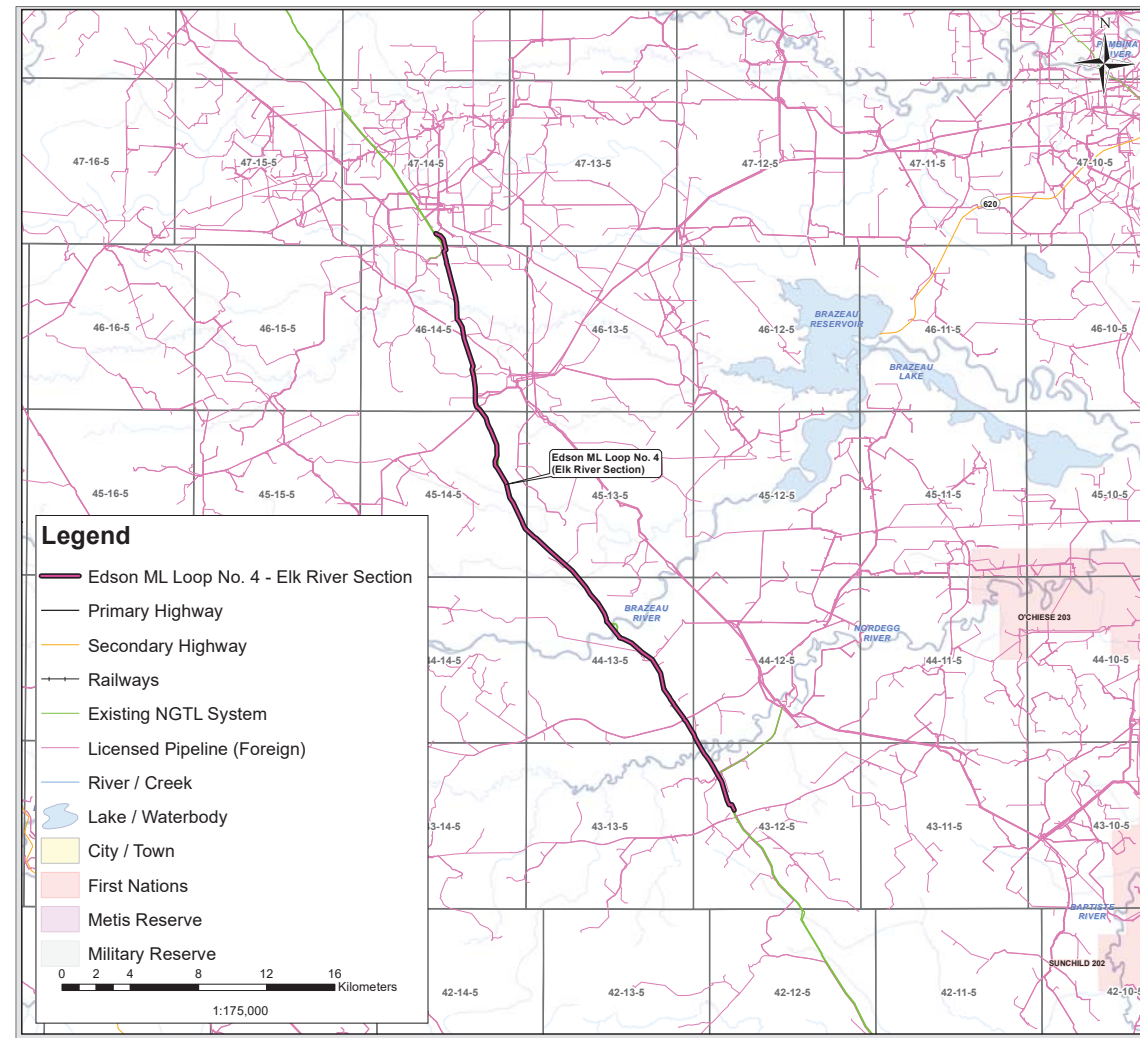 N
PEMBINA
RIVER
47-16-5
47-15-5
47-14-5
47-13-5
47-12-5
47-11-5
47-10-5
620
46-16-5
46-15-5
46-14-5
46-13-5
46-12-5
46-11-5
46-10-5
BRAZEAU
RESERVOIR
BRAZEAU
LAKE
Edson ML Loop No. 4
(Elk River Section)
45-16-5
45-15-5
45-14-5
45-13-5
45-12-5
45-11-5
45-10-5
BRAZEAU
RIVER
NORDEGG
RIVER
O'CHIESE 203
44-14-5
44-13-5
44-12-5
44-11-5
44-10-5
43-14-5
43-13-5
43-12-5
43-11-5
43-10-5
BAPTISTE
RIVER
SUNCHILD 202
42-14-5
42-13-5
42-12-5
42-11-5
42-10-5
Legend
Edson ML Loop No. 4 - Elk River Section
Primary Highway
Secondary Highway
Railways
Existing NGTL System
Licensed Pipeline (Foreign)
River / Creek
Lake / Waterbody
City / Town
First Nations
Metis Reserve
Military Reserve
0 2 4 8 12 16
Kilometers
1:175,000